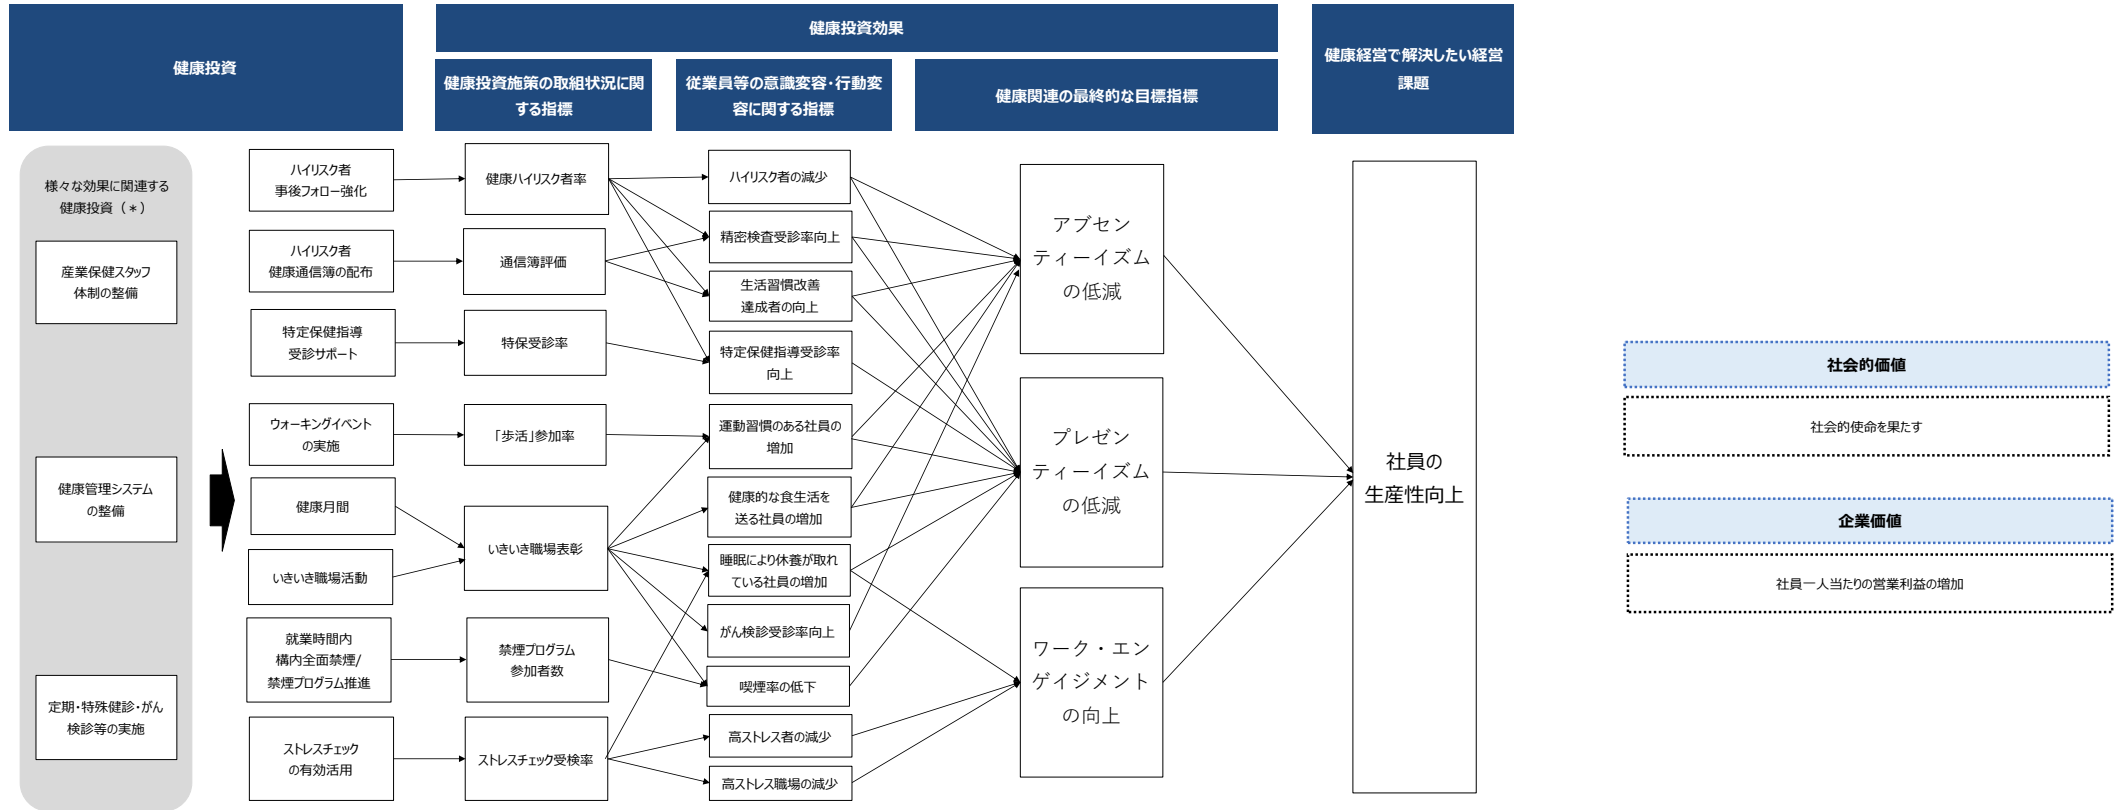 健康投資
健康投資効果
健康経営で解決したい経営
課題
健康投資施策の取組状況に関
する指標
従業員等の意識変容・行動変
容に関する指標
健康関連の最終的な目標指標
様々な効果に関連する
健康投資（＊）
産業保健スタッフ
体制の整備
健康管理システム
の整備
定期・特殊健診・がん
検診等の実施
ハイリスク者
事後フォロー強化
ハイリスク者
健康通信簿の配布
特定保健指導
受診サポート
ウォーキングイベント
の実施
健康月間
いきいき職場活動
就業時間内
構内全面禁煙/
禁煙プログラム推進
ストレスチェック
の有効活用
健康ハイリスク者率
通信簿評価
特保受診率
「歩活」参加率
いきいき職場表彰
禁煙プログラム
参加者数
ストレスチェック受検率
ハイリスク者の減少
精密検査受診率向上
生活習慣改善
達成者の向上
特定保健指導受診率
向上
運動習慣のある社員の
増加
健康的な食生活を
送る社員の増加
睡眠により休養が取れ
ている社員の増加
がん検診受診率向上
喫煙率の低下
高ストレス者の減少
高ストレス職場の減少
アブセン
ティーイズム
の低減
プレゼン
ティーイズム
の低減
ワーク・エン
ゲイジメント
の向上
社員の
生産性向上
社会的価値
社会的使命を果たす
企業価値
社員一人当たりの営業利益の増加